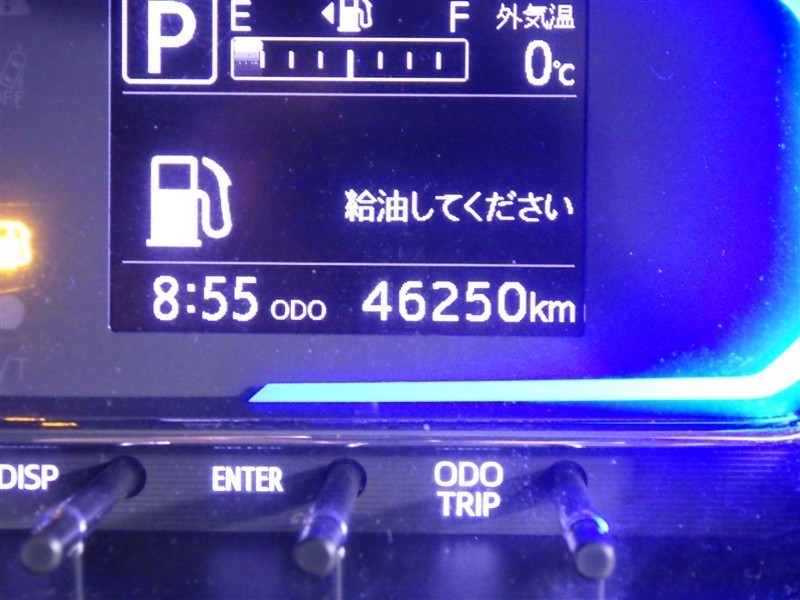 P
E F 外気温
0℃
給油してください
8:55 ODO 46250km
DISP ENTER ODO
TRIP